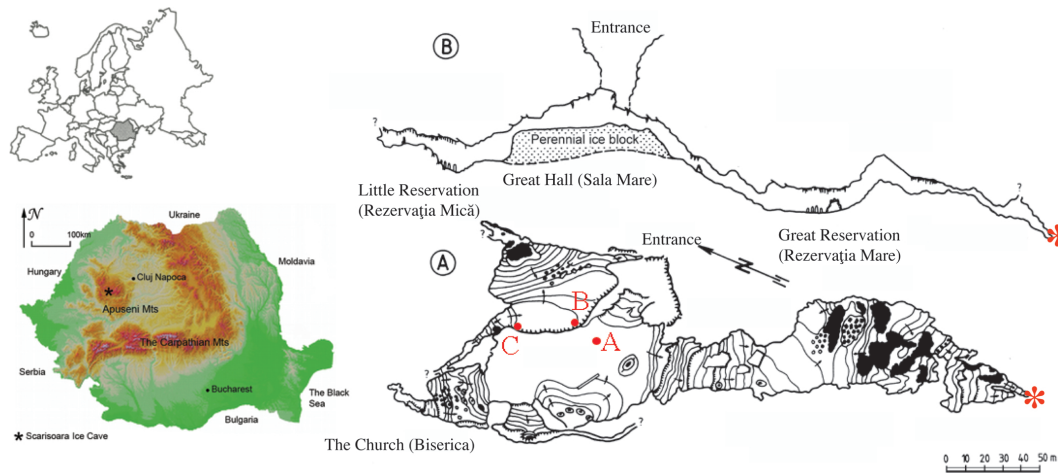 B
Entrance
Perennial ice block
Great Hall (Sala Mare)
Little Reservation
(Rezervaţia Mică)
?
?
Great Reservation
(Rezervaţia Mare)
N
0 100km
Ukraine
Moldavia
Hungary
Cluj Napoca
Apuseni Mts
The Carpathian Mts
Serbia
Bucharest
The Black
Sea
Bulgaria
* Scarisoara Ice Cave
A
Entrance
N
?
B
C
A
?
?
?
The Church (Biserica)
0 10 20 30 40 50 m